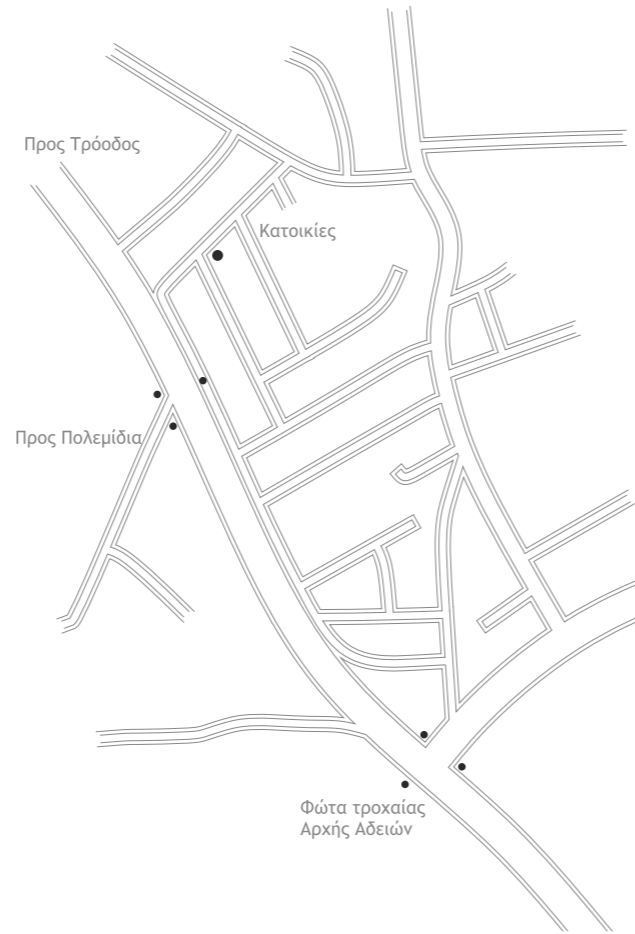 Προς Τρόοδος
Κατοικίες
Προς Πολεμίδια
Φώτα τροχαίας
Αρχής Αδειών